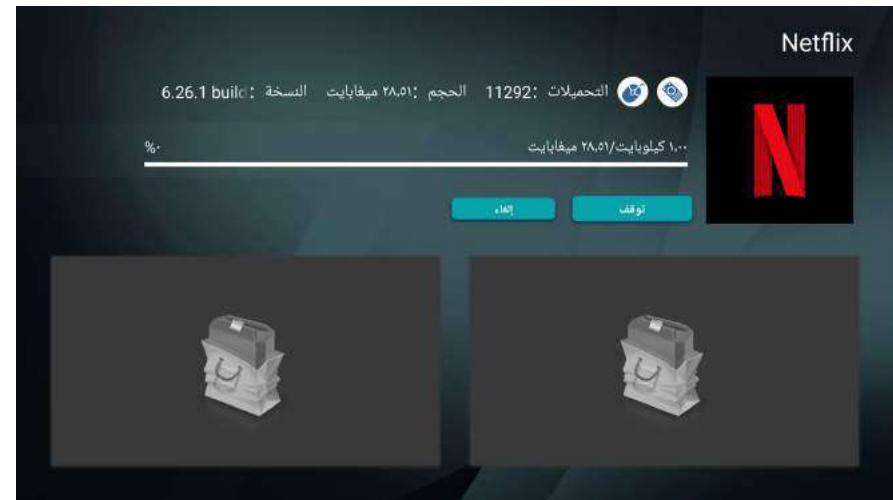 Netflix
التحميلات :11292 الحجم :٢٨,٥١ ميغابايت النسخة :6.26.1 build
١,٠٠ كيلوبايت/٢٨,٥١ ميغابايت %٠
توقف إلغاء